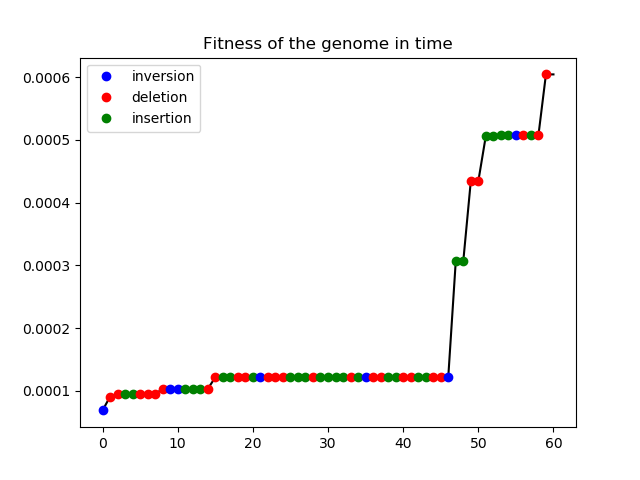 Fitness of the genome in time
inversion
deletion
insertion
0.0006
0.0005
0.0004
0.0003
0.0002
0.0001
0 10 20 30 40 50 60